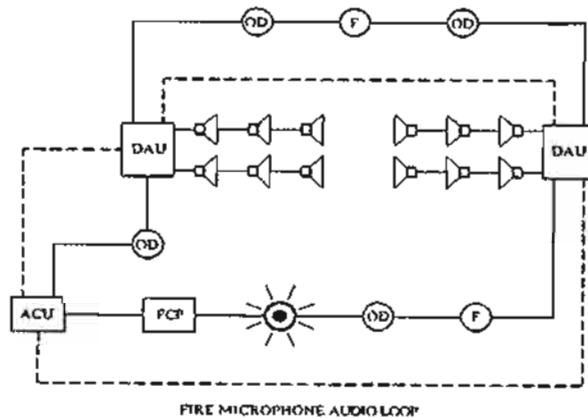 OD F OD
DAU DAU
OD
ACU FCP OD F
FIRE MICROPHONE AUDIO LOOP